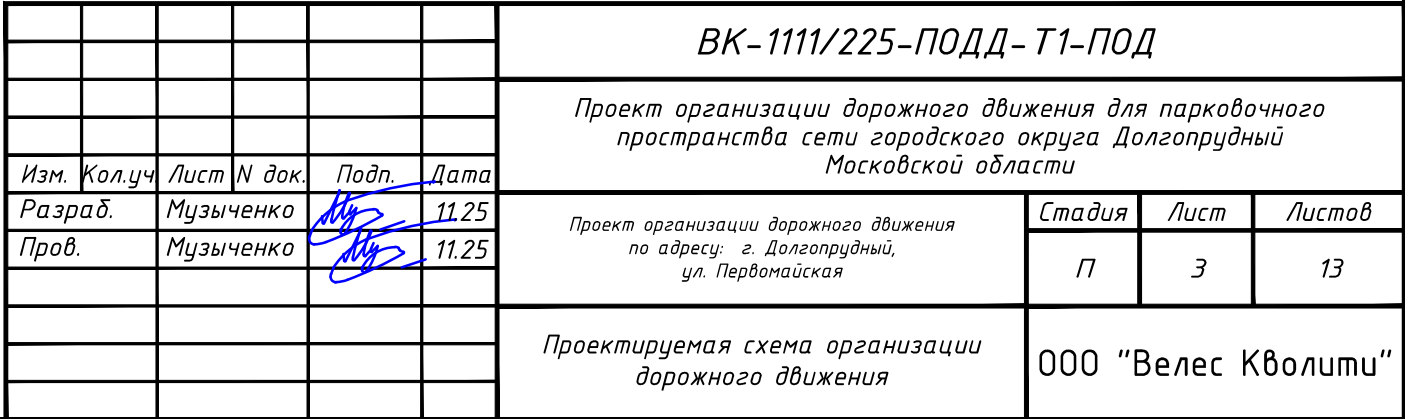 ВК-1111/225-ПОДД-Т1-ПОД
Проект организации дорожного движения для парковочного
пространства сети городского округа Долгопрудный
Московской области
Изм. Кол.уч Лист N док. Подп. Дата
Разраб. Музыченко 11.25
Пров. Музыченко 11.25
Проект организации дорожного движения
по адресу: г. Долгопрудный,
ул. Первомайская
Стадия Лист Листов
П 3 13
Проектируемая схема организации
дорожного движения
ООО "Велес Кволити"